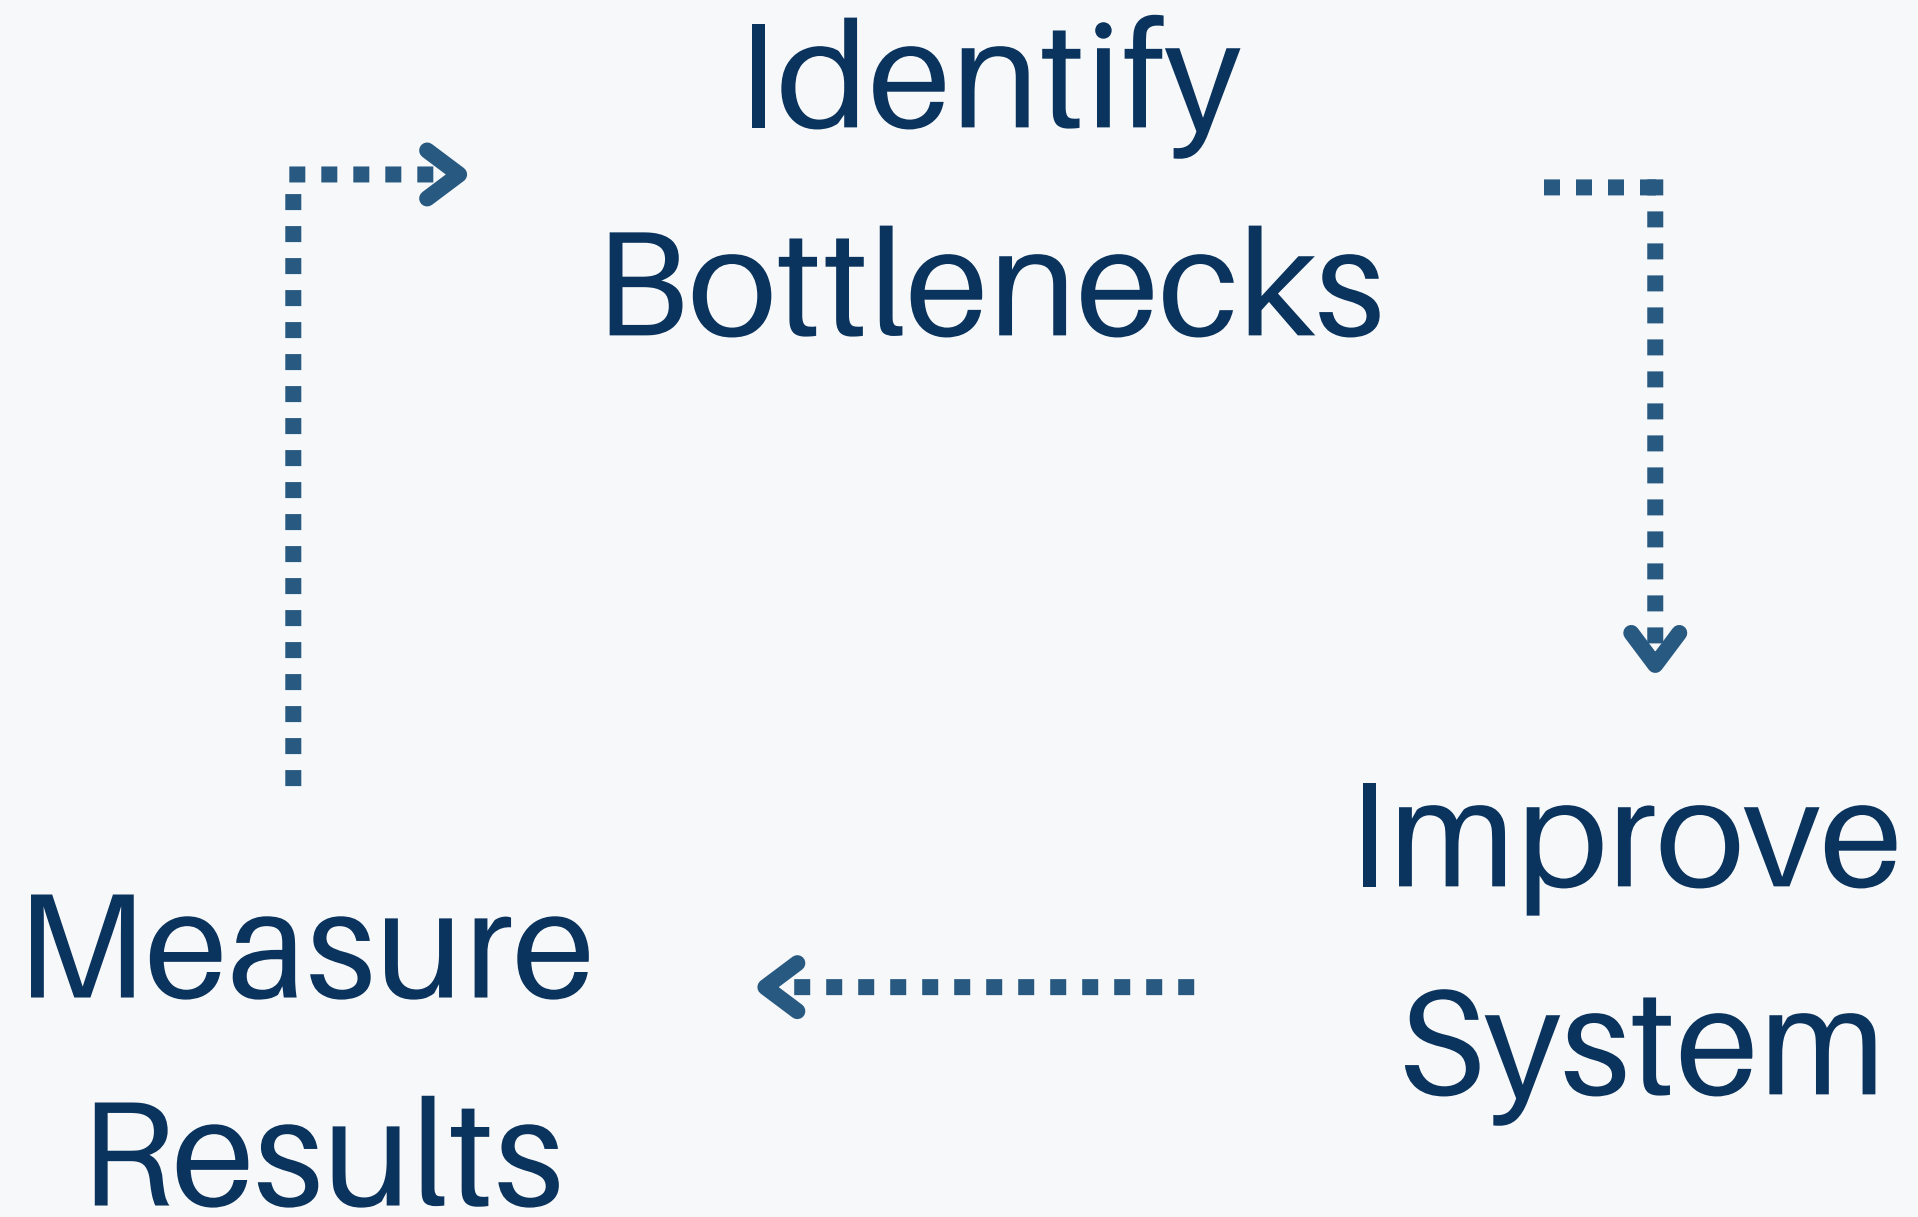 Identify
Bottlenecks
Improve
System
Measure
Results